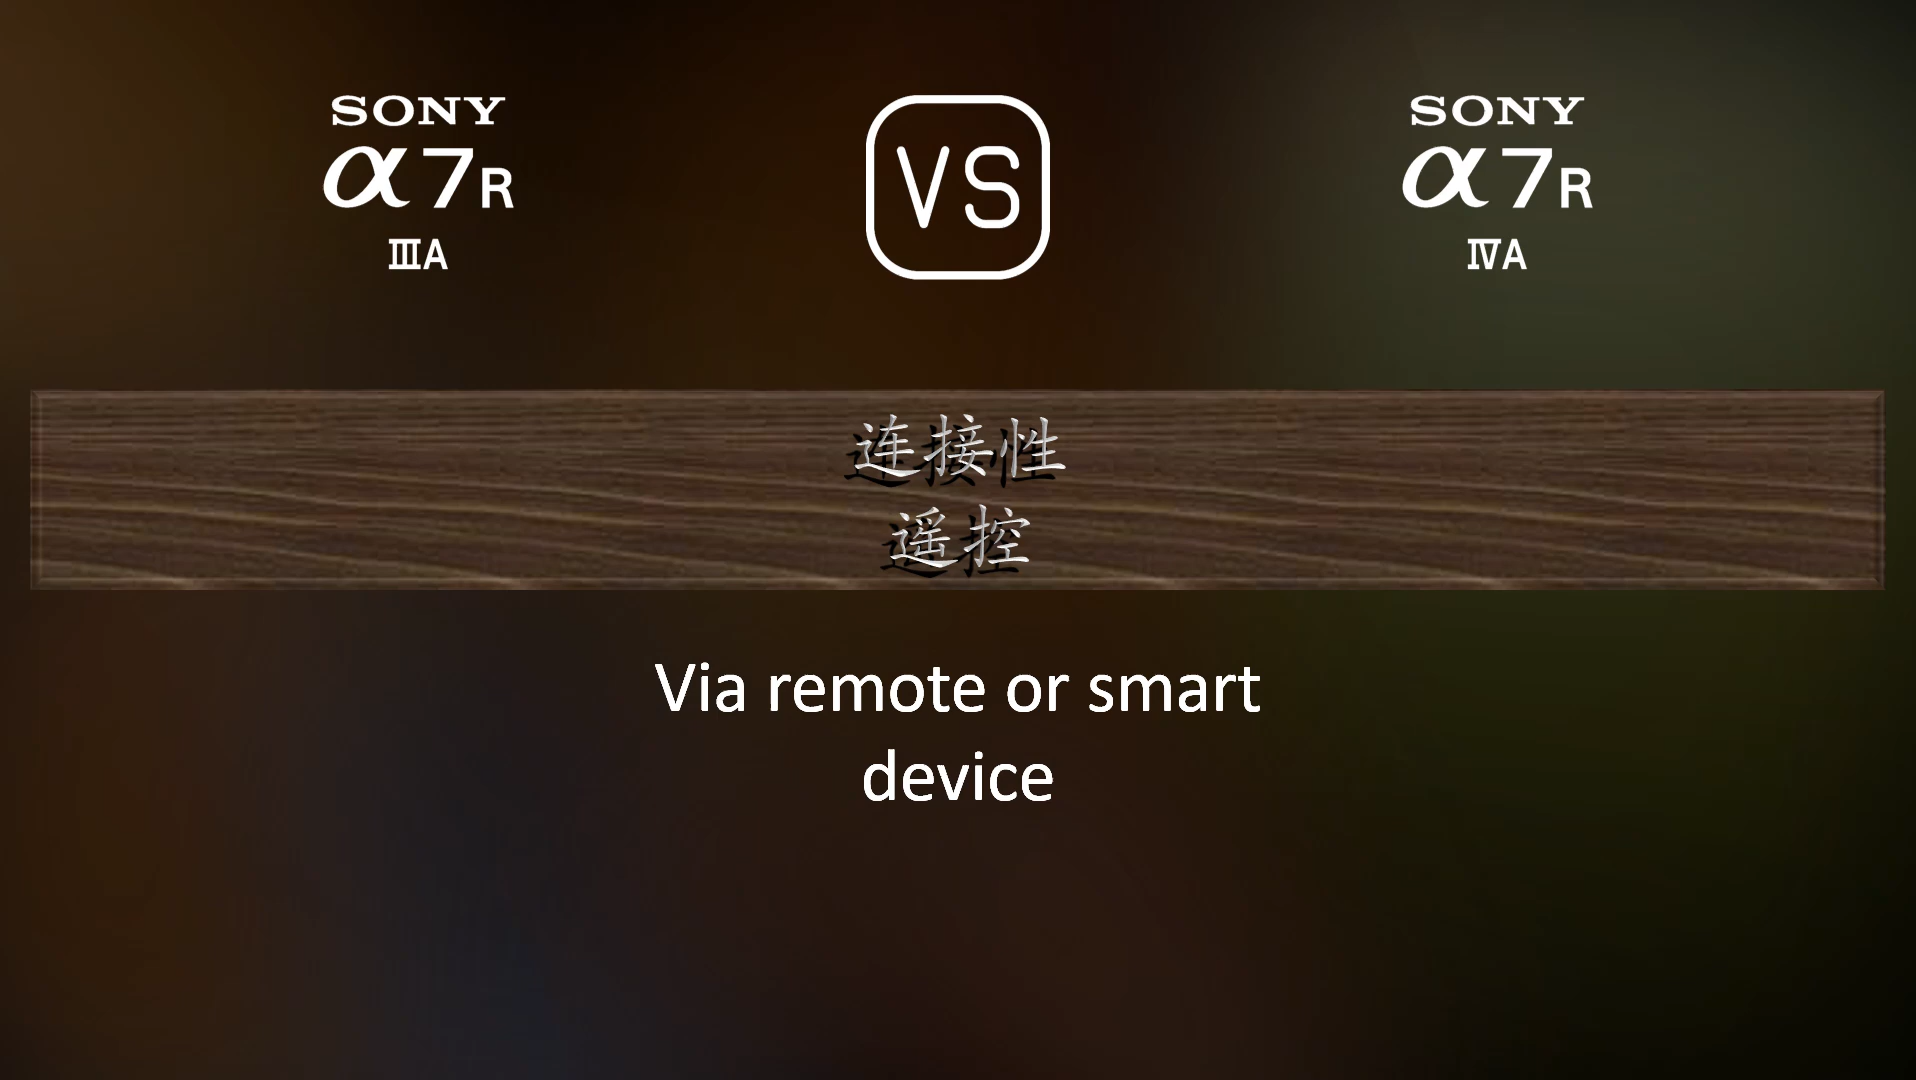 SONY
α7R
ⅢA
VS
SONY
α7R
ⅣA
连接性
遥控
Via remote or smart
device